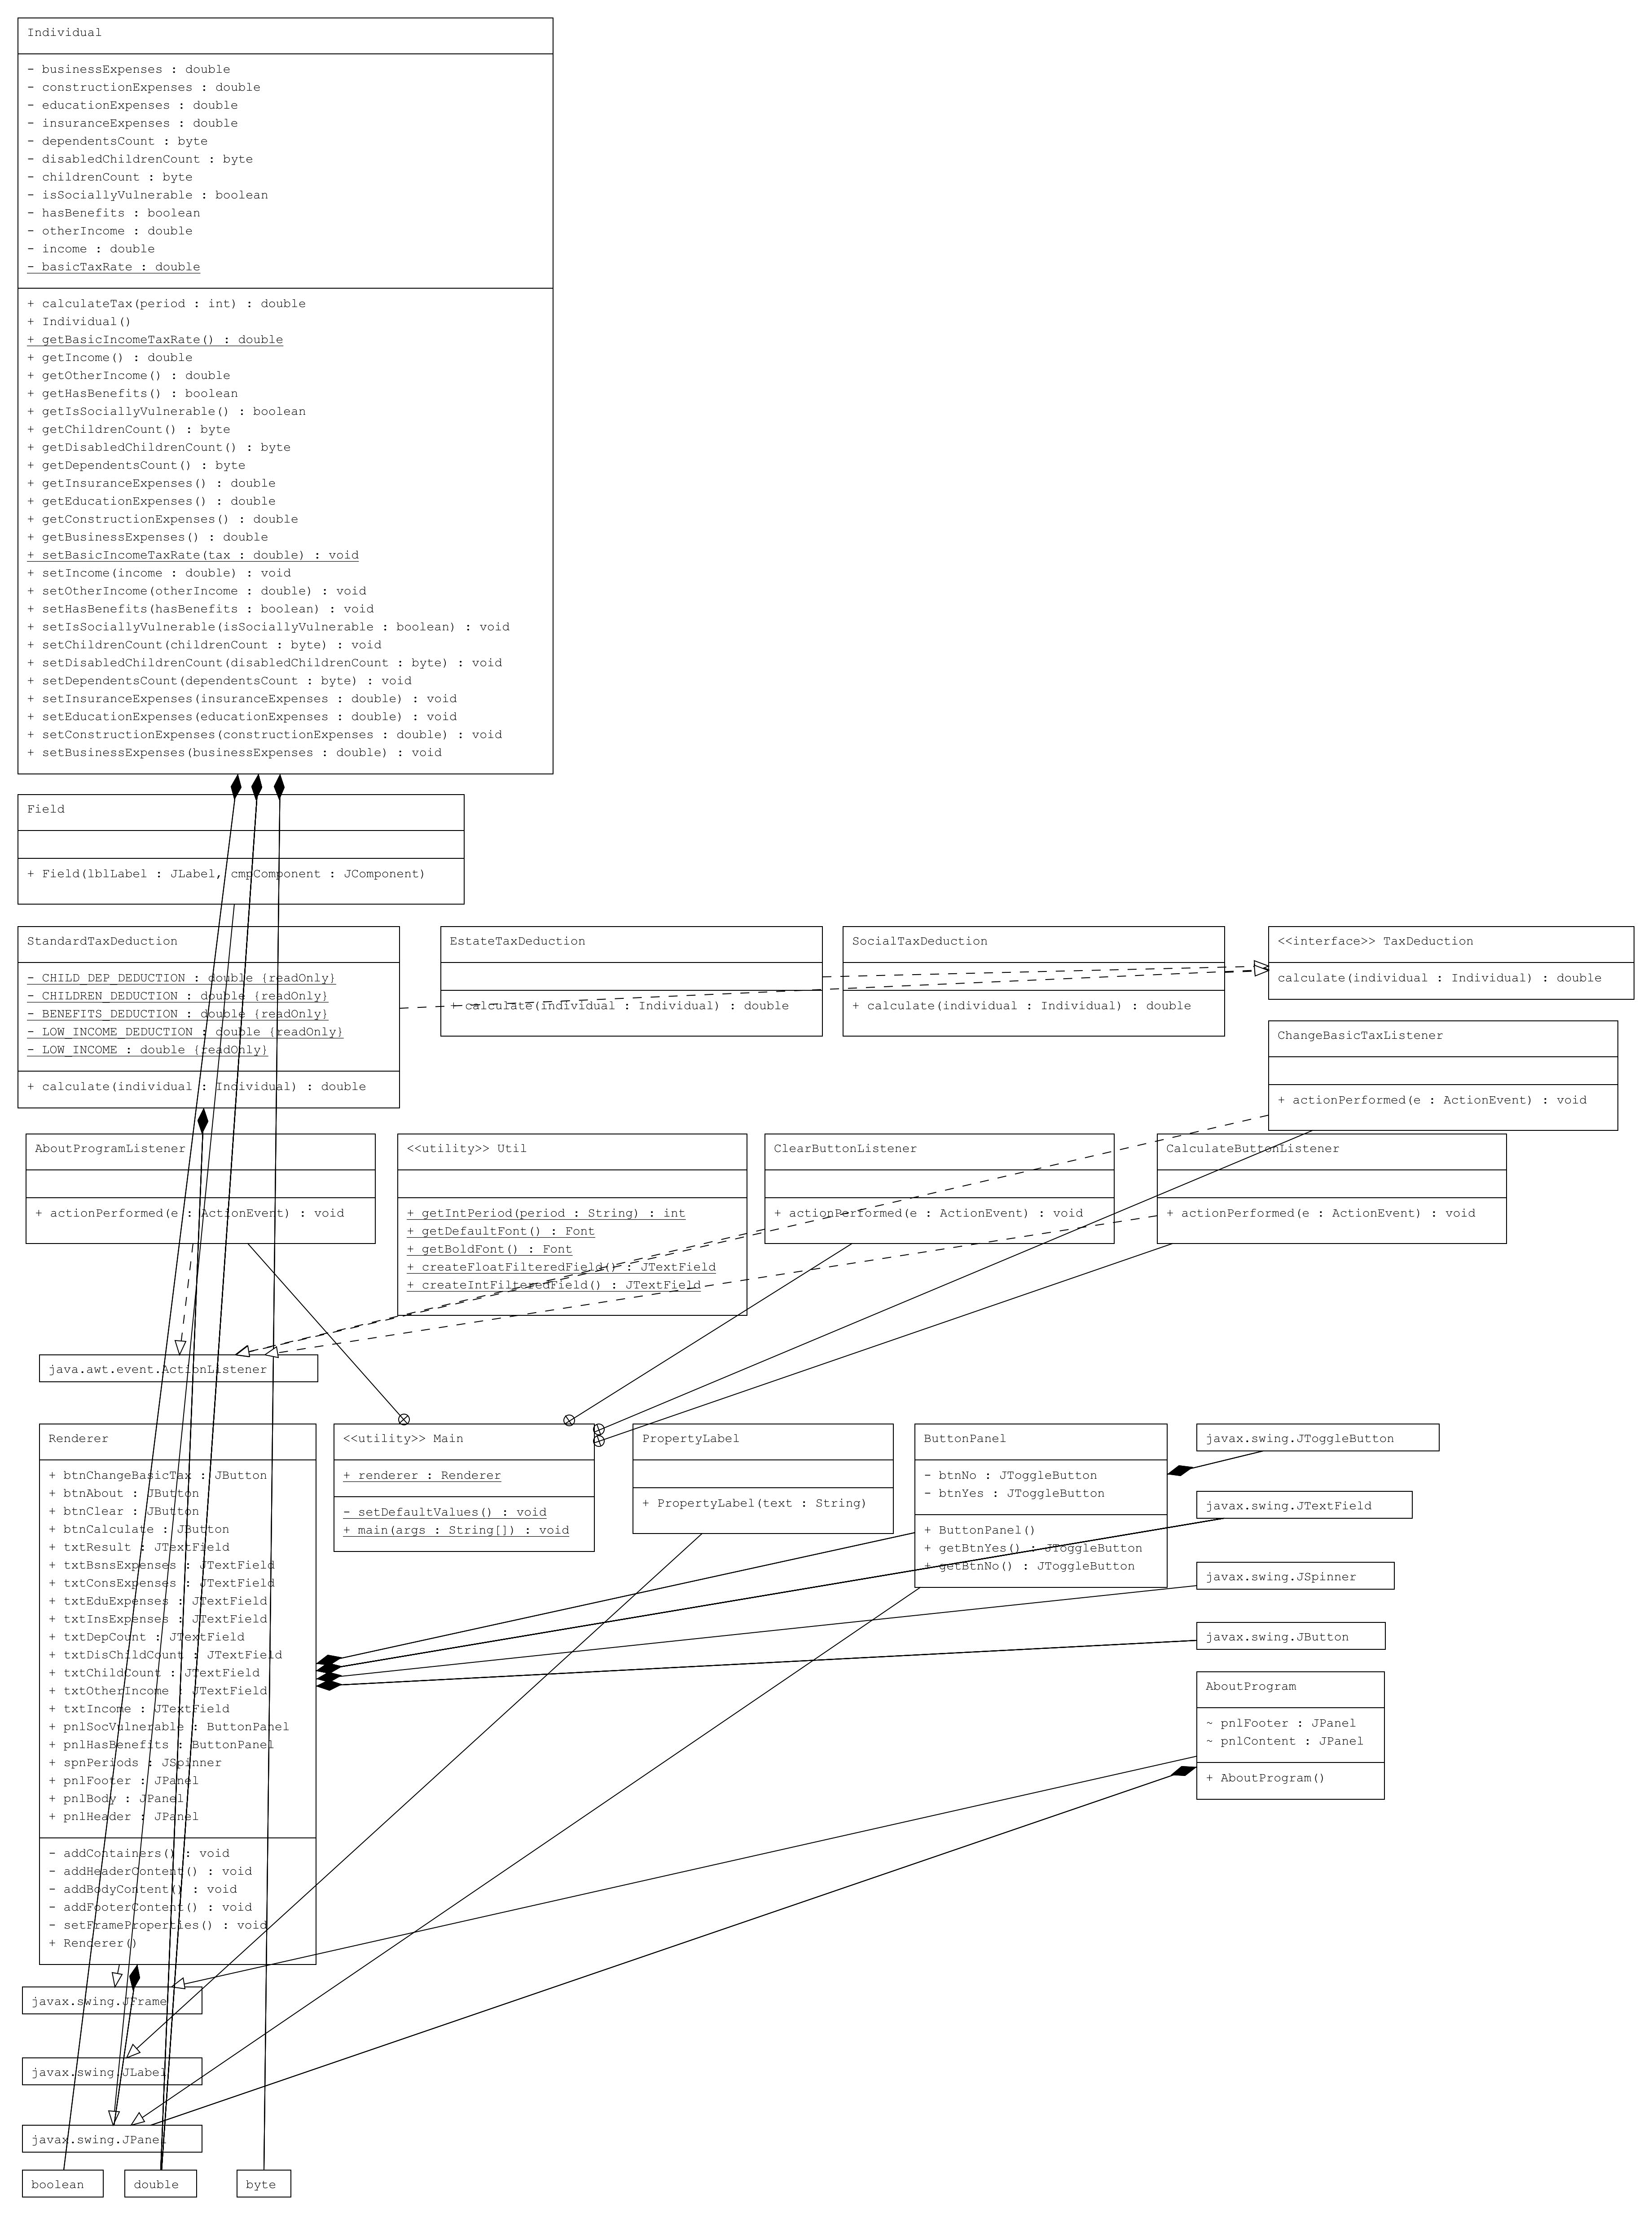 Individual
- businessExpenses : double
- constructionExpenses : double
- educationExpenses : double
- insuranceExpenses : double
- dependentsCount : byte
- disabledChildrenCount : byte
- childrenCount : byte
- isSociallyVulnerable : boolean
- hasBenefits : boolean
- otherIncome : double
- income : double
- basicTaxRate : double
+ calculateTax(period : int) : double
+ Individual()
+ getBasicIncomeTaxRate() : double
+ getIncome() : double
+ getOtherIncome() : double
+ getHasBenefits() : boolean
+ getIsSociallyVulnerable() : boolean
+ getChildrenCount() : byte
+ getDisabledChildrenCount() : byte
+ getDependentsCount() : byte
+ getInsuranceExpenses() : double
+ getEducationExpenses() : double
+ getConstructionExpenses() : double
+ getBusinessExpenses() : double
+ setBasicIncomeTaxRate(tax : double) : void
+ setIncome(income : double) : void
+ setOtherIncome(otherIncome : double) : void
+ setHasBenefits(hasBenefits : boolean) : void
+ setIsSociallyVulnerable(isSociallyVulnerable : boolean) : void
+ setChildrenCount(childrenCount : byte) : void
+ setDisabledChildrenCount(disabledChildrenCount : byte) : void
+ setDependentsCount(dependentsCount : byte) : void
+ setInsuranceExpenses(insuranceExpenses : double) : void
+ setEducationExpenses(educationExpenses : double) : void
+ setConstructionExpenses(constructionExpenses : double) : void
+ setBusinessExpenses(businessExpenses : double) : void
Field
+ Field(lblLabel : JLabel, cmpComponent : JComponent)
StandardTaxDeduction
- CHILD_DEP_DEDUCTION : double {readOnly}
- CHILDREN_DEDUCTION : double {readOnly}
- BENEFITS_DEDUCTION : double {readOnly}
- LOW_INCOME_DEDUCTION : double {readOnly}
- LOW_INCOME : double {readOnly}
+ calculate(individual : Individual) : double
EstateTaxDeduction
+ calculate(individual : Individual) : double
SocialTaxDeduction
+ calculate(individual : Individual) : double
<<interface>> TaxDeduction
calculate(individual : Individual) : double
ChangeBasicTaxListener
+ actionPerformed(e : ActionEvent) : void
AboutProgramListener
+ actionPerformed(e : ActionEvent) : void
<<utility>> Util
+ getIntPeriod(period : String) : int
+ getDefaultFont() : Font
+ getBoldFont() : Font
+ createFloatFilteredField() : JTextField
+ createIntFilteredField() : JTextField
ClearButtonListener
+ actionPerformed(e : ActionEvent) : void
CalculateButtonListener
+ actionPerformed(e : ActionEvent) : void
java.awt.event.ActionListener
Renderer
+ btnChangeBasicTax : JButton
+ btnAbout : JButton
+ btnClear : JButton
+ btnCalculate : JButton
+ txtResult : JTextField
+ txtBsnsExpenses : JTextField
+ txtConsExpenses : JTextField
+ txtEduExpenses : JTextField
+ txtInsExpenses : JTextField
+ txtDepCount : JTextField
+ txtDisChildCount : JTextField
+ txtChildCount : JTextField
+ txtOtherIncome : JTextField
+ txtIncome : JTextField
+ pnlSocVulnerable : ButtonPanel
+ pnlHasBenefits : ButtonPanel
+ spnPeriods : JSpinner
+ pnlFooter : JPanel
+ pnlBody : JPanel
+ pnlHeader : JPanel
- addContainers() : void
- addHeaderContent() : void
- addBodyContent() : void
- addFooterContent() : void
- setFrameProperties() : void
+ Renderer()
<<utility>> Main
+ renderer : Renderer
- setDefaultValues() : void
+ main(args : String[]) : void
PropertyLabel
+ PropertyLabel(text : String)
ButtonPanel
- btnNo : JToggleButton
- btnYes : JToggleButton
+ ButtonPanel()
+ getBtnYes() : JToggleButton
+ getBtnNo() : JToggleButton
javax.swing.JToggleButton
javax.swing.JTextField
javax.swing.JSpinner
javax.swing.JButton
AboutProgram
~ pnlFooter : JPanel
~ pnlContent : JPanel
+ AboutProgram()
javax.swing.JFrame
javax.swing.JLabel
javax.swing.JPanel
boolean
double
byte